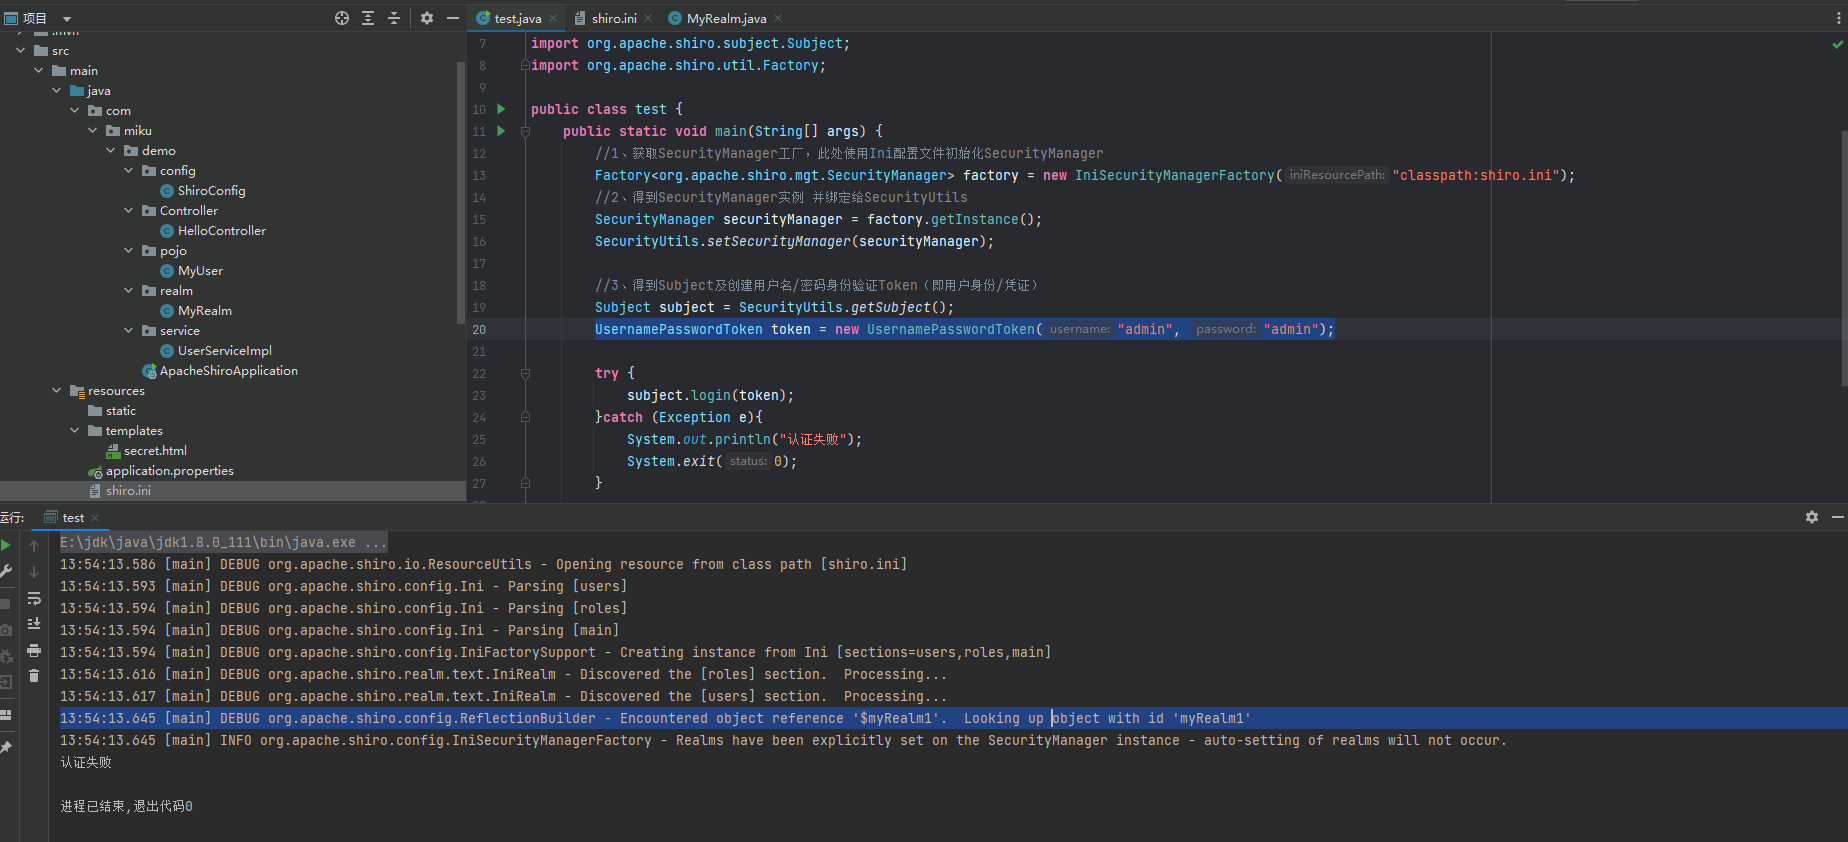 项目
.mvn
src
main
java
com
miku
demo
config
ShiroConfig
Controller
HelloController
pojo
MyUser
realm
MyRealm
service
UserServiceImpl
ApacheShiroApplication
resources
static
templates
secret.html
application.properties
shiro.ini
test.java
shiro.ini
MyRealm.java
7 import org.apache.shiro.subject.Subject;
8 import org.apache.shiro.util.Factory;
9
10 public class test {
11 public static void main(String[] args) {
12 //1、获取SecurityManager工厂，此处使用Ini配置文件初始化SecurityManager
13 Factory<org.apache.shiro.mgt.SecurityManager> factory = new IniSecurityManagerFactory( iniResourcePath: "classpath:shiro.ini");
14 //2、得到SecurityManager实例 并绑定给SecurityUtils
15 SecurityManager securityManager = factory.getInstance();
16 SecurityUtils.setSecurityManager(securityManager);
17
18 //3、得到Subject及创建用户名/密码身份验证Token（即用户身份/凭证）
19 Subject subject = SecurityUtils.getSubject();
20 UsernamePasswordToken token = new UsernamePasswordToken( username: "admin", password: "admin");
21
22 try {
23 subject.login(token);
24 }catch (Exception e){
25 System.out.println("认证失败");
26 System.exit( status: 0);
27 }
运行:
test
E:\jdk\java\jdk1.8.0_111\bin\java.exe ...
13:54:13.586 [main] DEBUG org.apache.shiro.io.ResourceUtils - Opening resource from class path [shiro.ini]
13:54:13.593 [main] DEBUG org.apache.shiro.config.Ini - Parsing [users]
13:54:13.594 [main] DEBUG org.apache.shiro.config.Ini - Parsing [roles]
13:54:13.594 [main] DEBUG org.apache.shiro.config.Ini - Parsing [main]
13:54:13.594 [main] DEBUG org.apache.shiro.config.IniFactorySupport - Creating instance from Ini [sections=users,roles,main]
13:54:13.616 [main] DEBUG org.apache.shiro.realm.text.IniRealm - Discovered the [roles] section.  Processing...
13:54:13.617 [main] DEBUG org.apache.shiro.realm.text.IniRealm - Discovered the [users] section.  Processing...
13:54:13.645 [main] DEBUG org.apache.shiro.config.ReflectionBuilder - Encountered object reference '$myRealm1'.  Looking up object with id 'myRealm1'
13:54:13.645 [main] INFO org.apache.shiro.config.IniSecurityManagerFactory - Realms have been explicitly set on the SecurityManager instance - auto-setting of realms will not occur.
认证失败
进程已结束,退出代码0